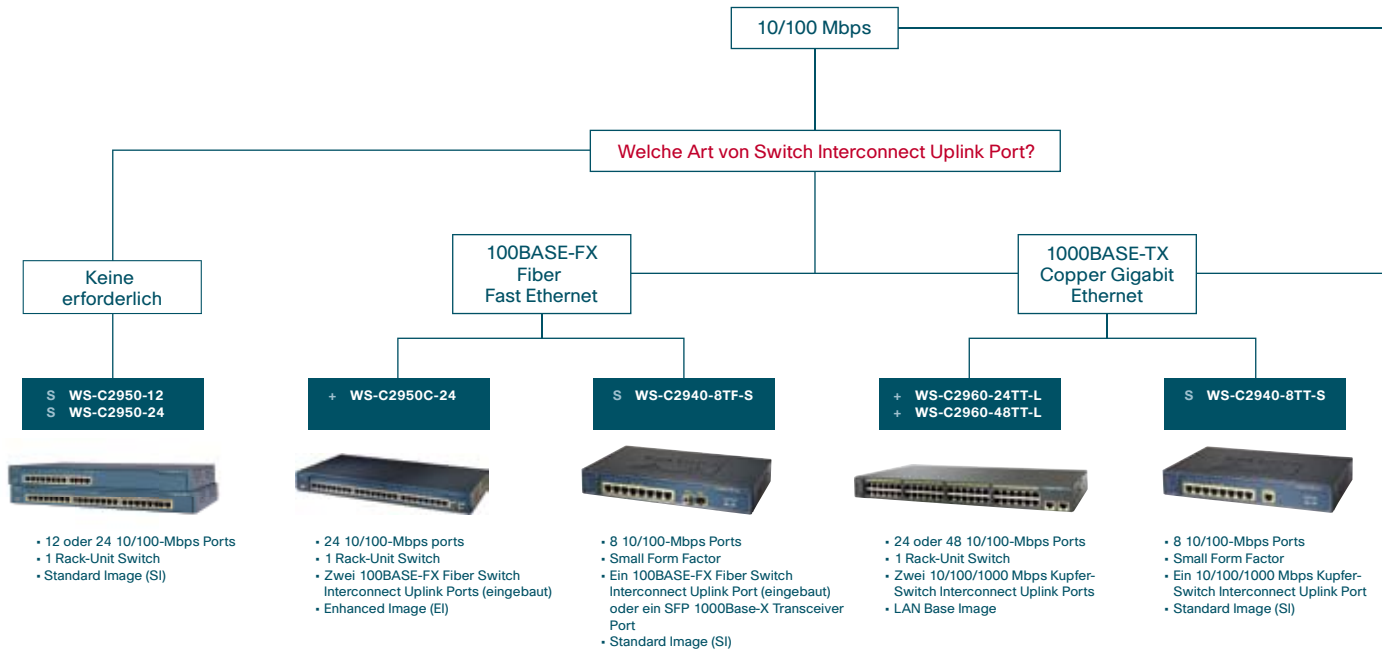 10/100 Mbps
Welche Art von Switch Interconnect Uplink Port?
Keine
erforderlich
100BASE-FX
Fiber
Fast Ethernet
1000BASE-TX
Copper Gigabit
Ethernet
S WS-C2950-12
S WS-C2950-24
+ WS-C2950C-24
S WS-C2940-8TF-S
+ WS-C2960-24TT-L
+ WS-C2960-48TT-L
S WS-C2940-8TT-S
▪ 12 oder 24 10/100-Mbps Ports
▪ 1 Rack-Unit Switch
▪ Standard Image (SI)
▪ 24 10/100-Mbps ports
▪ 1 Rack-Unit Switch
▪ Zwei 100BASE-FX Fiber Switch
Interconnect Uplink Ports (eingebaut)
▪ Enhanced Image (EI)
▪ 8 10/100-Mbps Ports
▪ Small Form Factor
▪ Ein 100BASE-FX Fiber Switch
Interconnect Uplink Port (eingebaut)
oder ein SFP 1000Base-X Transceiver
Port
▪ Standard Image (SI)
▪ 24 oder 48 10/100-Mbps Ports
▪ 1 Rack-Unit Switch
▪ Zwei 10/100/1000 Mbps Kupfer-
Switch Interconnect Uplink Ports
▪ LAN Base Image
▪ 8 10/100-Mbps Ports
▪ Small Form Factor
▪ Ein 10/100/1000 Mbps Kupfer-
Switch Interconnect Uplink Port
▪ Standard Image (SI)